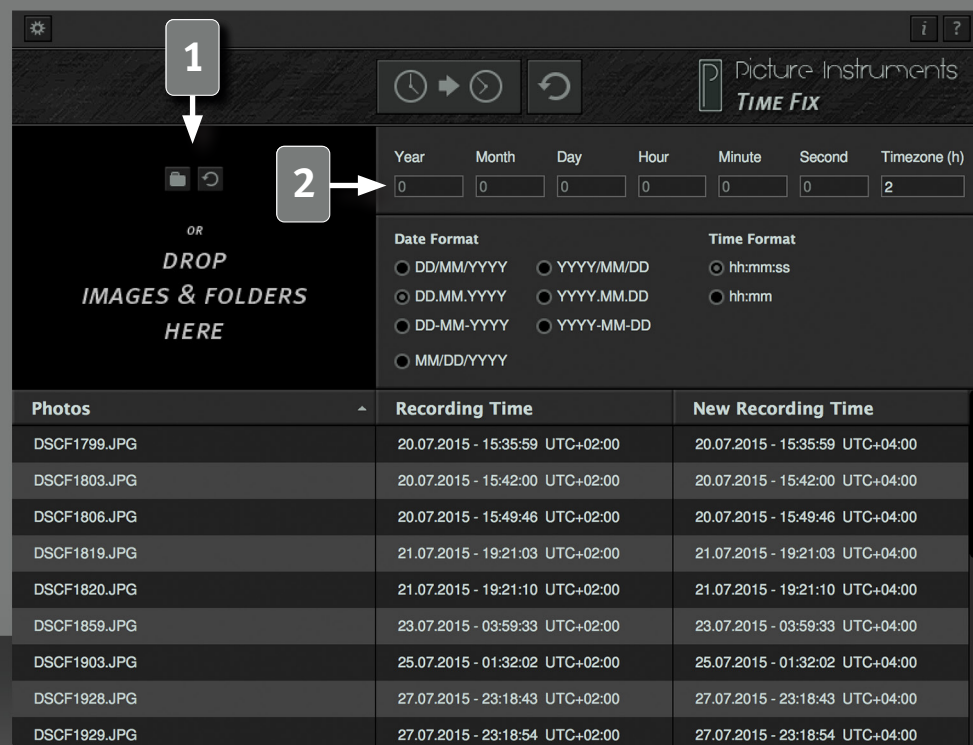 1
i ?
Picture Instruments
TIME FIX
2
OR
DROP
IMAGES & FOLDERS
HERE
Year Month Day Hour Minute Second Timezone (h)
0 0 0 0 0 0 2
Date Format Time Format
DD/MM/YYYY YYYY/MM/DD hh:mm:ss
DD.MM.YYYY YYYY.MM.DD hh:mm
DD-MM-YYYY YYYY-MM-DD
MM/DD/YYYY
Photos Recording Time New Recording Time
DSCF1799.JPG 20.07.2015 - 15:35:59 UTC+02:00 20.07.2015 - 15:35:59 UTC+04:00
DSCF1803.JPG 20.07.2015 - 15:42:00 UTC+02:00 20.07.2015 - 15:42:00 UTC+04:00
DSCF1806.JPG 20.07.2015 - 15:49:46 UTC+02:00 20.07.2015 - 15:49:46 UTC+04:00
DSCF1819.JPG 21.07.2015 - 19:21:03 UTC+02:00 21.07.2015 - 19:21:03 UTC+04:00
DSCF1820.JPG 21.07.2015 - 19:21:10 UTC+02:00 21.07.2015 - 19:21:10 UTC+04:00
DSCF1859.JPG 23.07.2015 - 03:59:33 UTC+02:00 23.07.2015 - 03:59:33 UTC+04:00
DSCF1903.JPG 25.07.2015 - 01:32:02 UTC+02:00 25.07.2015 - 01:32:02 UTC+04:00
DSCF1928.JPG 27.07.2015 - 23:18:43 UTC+02:00 27.07.2015 - 23:18:43 UTC+04:00
DSCF1929.JPG 27.07.2015 - 23:18:54 UTC+02:00 27.07.2015 - 23:18:54 UTC+04:00